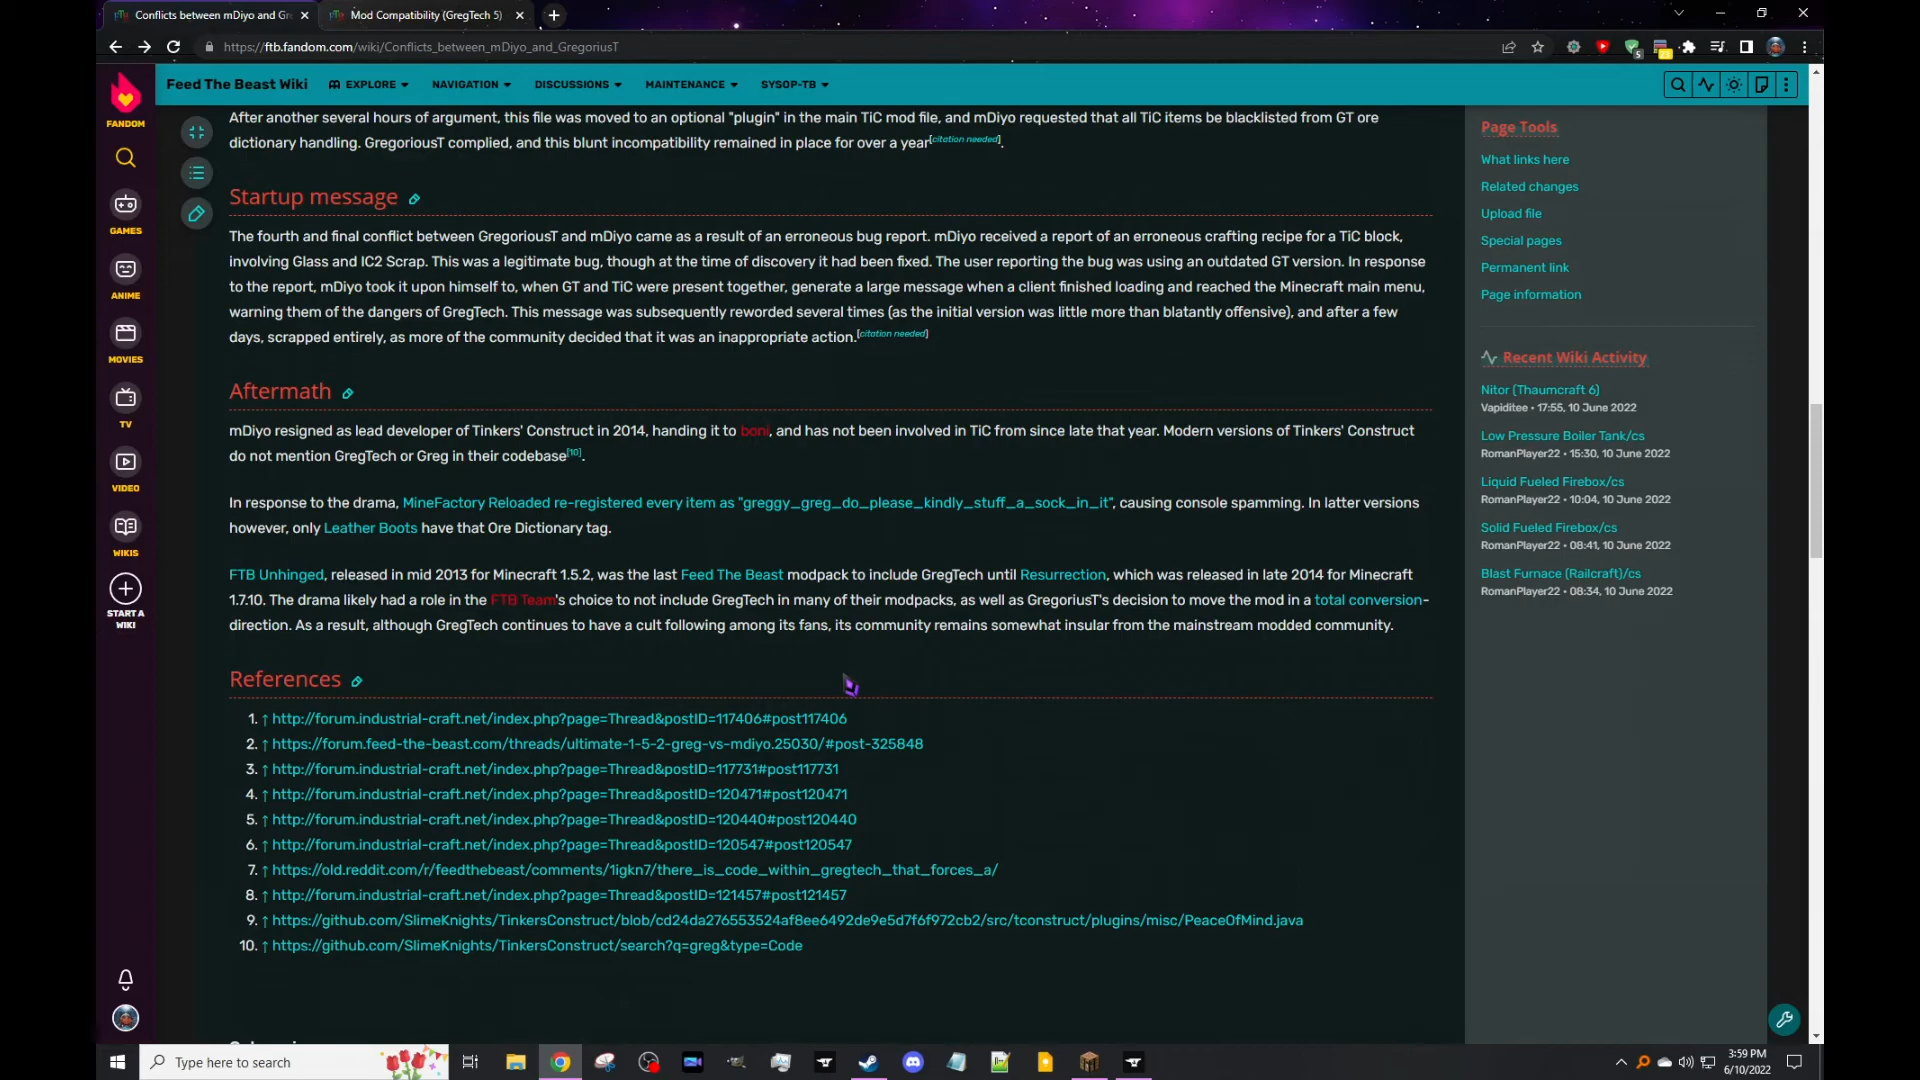 Conflicts between mDiyo and Gr
Mod Compatibility (GregTech 5)
https://ftb.fandom.com/wiki/Conflicts_between_mDiyo_and_GregoriusT
5
FANDOM
Feed The Beast Wiki
EXPLORE
NAVIGATION
DISCUSSIONS
MAINTENANCE
SYSOP-TB
GAMES
ANIME
MOVIES
TV
VIDEO
WIKIS
START A
WIKI
After another several hours of argument, this file was moved to an optional "plugin" in the main TiC mod file, and mDiyo requested that all TiC items be blacklisted from GT ore
dictionary handling. GregoriousT complied, and this blunt incompatibility remained in place for over a year[citation needed].
Startup message
The fourth and final conflict between GregoriousT and mDiyo came as a result of an erroneous bug report. mDiyo received a report of an erroneous crafting recipe for a TiC block,
involving Glass and IC2 Scrap. This was a legitimate bug, though at the time of discovery it had been fixed. The user reporting the bug was using an outdated GT version. In response
to the report, mDiyo took it upon himself to, when GT and TiC were present together, generate a large message when a client finished loading and reached the Minecraft main menu,
warning them of the dangers of GregTech. This message was subsequently reworded several times (as the initial version was little more than blatantly offensive), and after a few
days, scrapped entirely, as more of the community decided that it was an inappropriate action.[citation needed]
Aftermath
mDiyo resigned as lead developer of Tinkers' Construct in 2014, handing it to boni, and has not been involved in TiC from since late that year. Modern versions of Tinkers' Construct
do not mention GregTech or Greg in their codebase[10].
In response to the drama, MineFactory Reloaded re-registered every item as "greggy_greg_do_please_kindly_stuff_a_sock_in_it", causing console spamming. In latter versions
however, only Leather Boots have that Ore Dictionary tag.
FTB Unhinged, released in mid 2013 for Minecraft 1.5.2, was the last Feed The Beast modpack to include GregTech until Resurrection, which was released in late 2014 for Minecraft
1.7.10. The drama likely had a role in the FTB Team's choice to not include GregTech in many of their modpacks, as well as GregoriusT's decision to move the mod in a total conversion-
direction. As a result, although GregTech continues to have a cult following among its fans, its community remains somewhat insular from the mainstream modded community.
References
1. ↑ http://forum.industrial-craft.net/index.php?page=Thread&postID=117406#post117406
2. ↑ https://forum.feed-the-beast.com/threads/ultimate-1-5-2-greg-vs-mdiyo.25030/#post-325848
3. ↑ http://forum.industrial-craft.net/index.php?page=Thread&postID=117731#post117731
4. ↑ http://forum.industrial-craft.net/index.php?page=Thread&postID=120471#post120471
5. ↑ http://forum.industrial-craft.net/index.php?page=Thread&postID=120440#post120440
6. ↑ http://forum.industrial-craft.net/index.php?page=Thread&postID=120547#post120547
7. ↑ https://old.reddit.com/r/feedthebeast/comments/1igkn7/there_is_code_within_gregtech_that_forces_a/
8. ↑ http://forum.industrial-craft.net/index.php?page=Thread&postID=121457#post121457
9. ↑ https://github.com/SlimeKnights/TinkersConstruct/blob/cd24da276553524af8ee6492de9e5d7f6f972cb2/src/tconstruct/plugins/misc/PeaceOfMind.java
10. ↑ https://github.com/SlimeKnights/TinkersConstruct/search?q=greg&type=Code
Page Tools
What links here
Related changes
Upload file
Special pages
Permanent link
Page information
Recent Wiki Activity
Nitor (Thaumcraft 6)
Vapiditee • 17:55, 10 June 2022
Low Pressure Boiler Tank/cs
RomanPlayer22 • 15:30, 10 June 2022
Liquid Fueled Firebox/cs
RomanPlayer22 • 10:04, 10 June 2022
Solid Fueled Firebox/cs
RomanPlayer22 • 08:41, 10 June 2022
Blast Furnace (Railcraft)/cs
RomanPlayer22 • 08:34, 10 June 2022
Type here to search
3:59 PM
6/10/2022